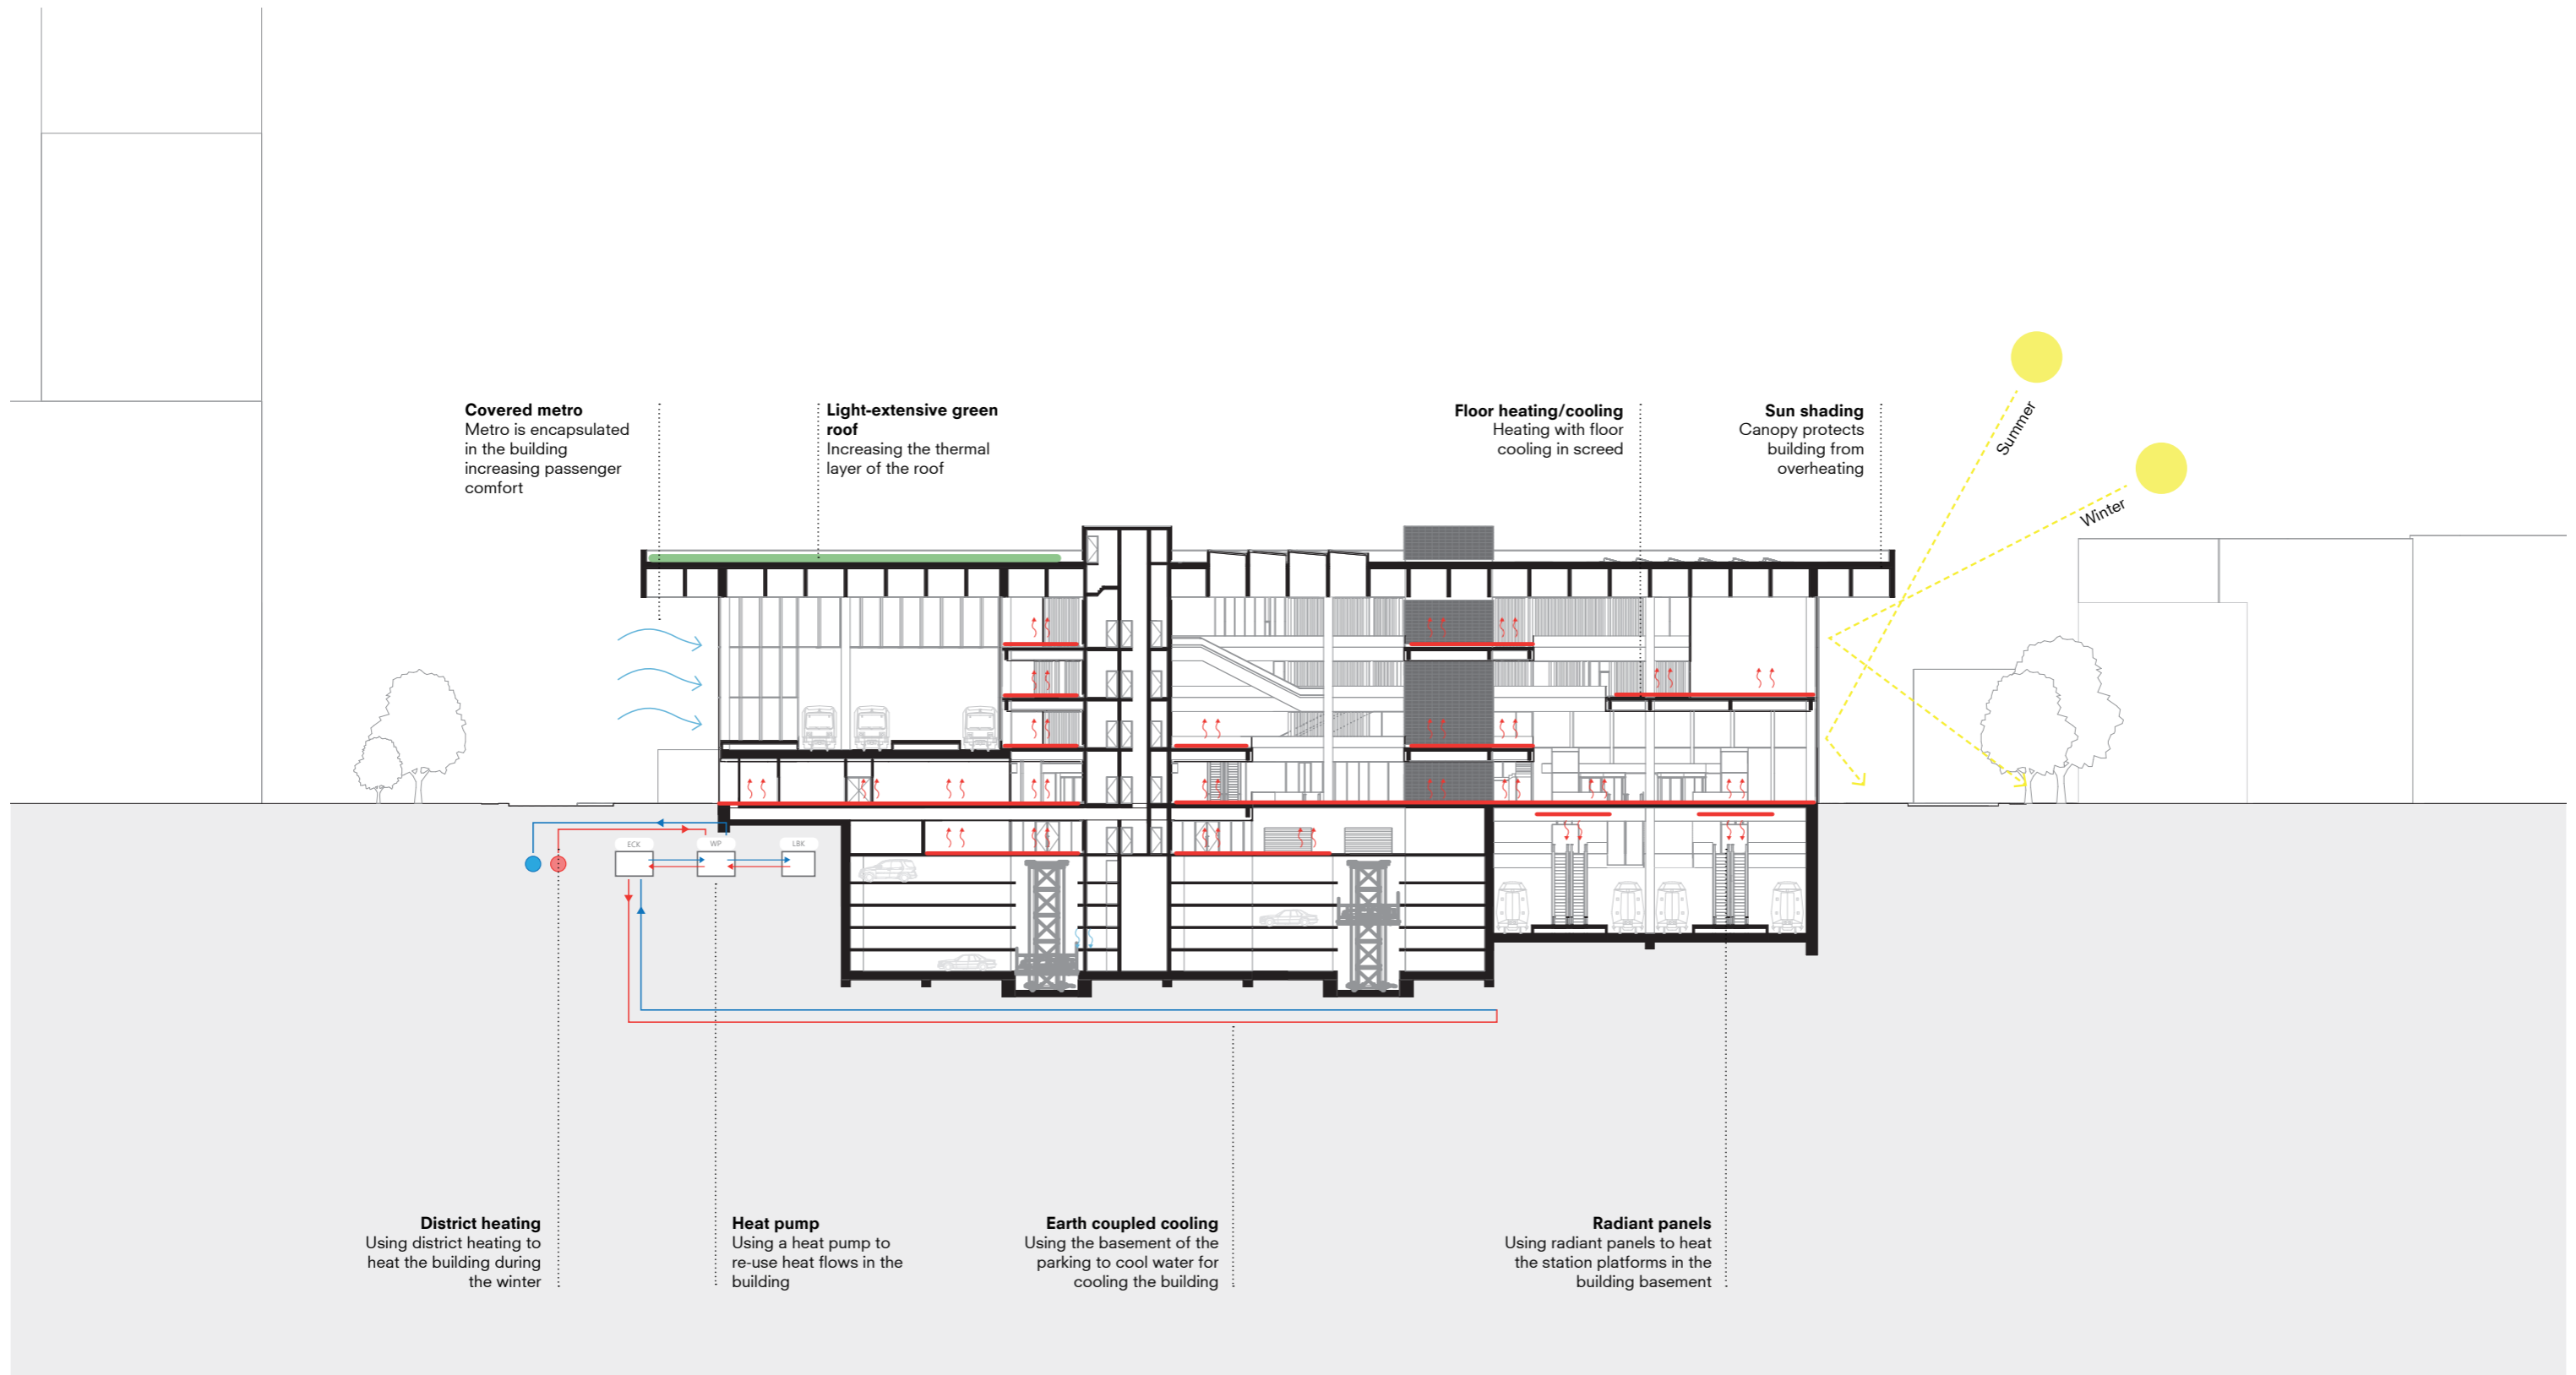 Covered metro
Metro is encapsulated
in the building
increasing passenger
comfort
Light-extensive green
roof
Increasing the thermal
layer of the roof
Floor heating/cooling
Heating with floor
cooling in screed
Sun shading
Canopy protects
building from
overheating
Summer
Winter
ECK
WP
LBK
District heating
Using district heating to
heat the building during
the winter
Heat pump
Using a heat pump to
re-use heat flows in the
building
Earth coupled cooling
Using the basement of the
parking to cool water for
cooling the building
Radiant panels
Using radiant panels to heat
the station platforms in the
building basement